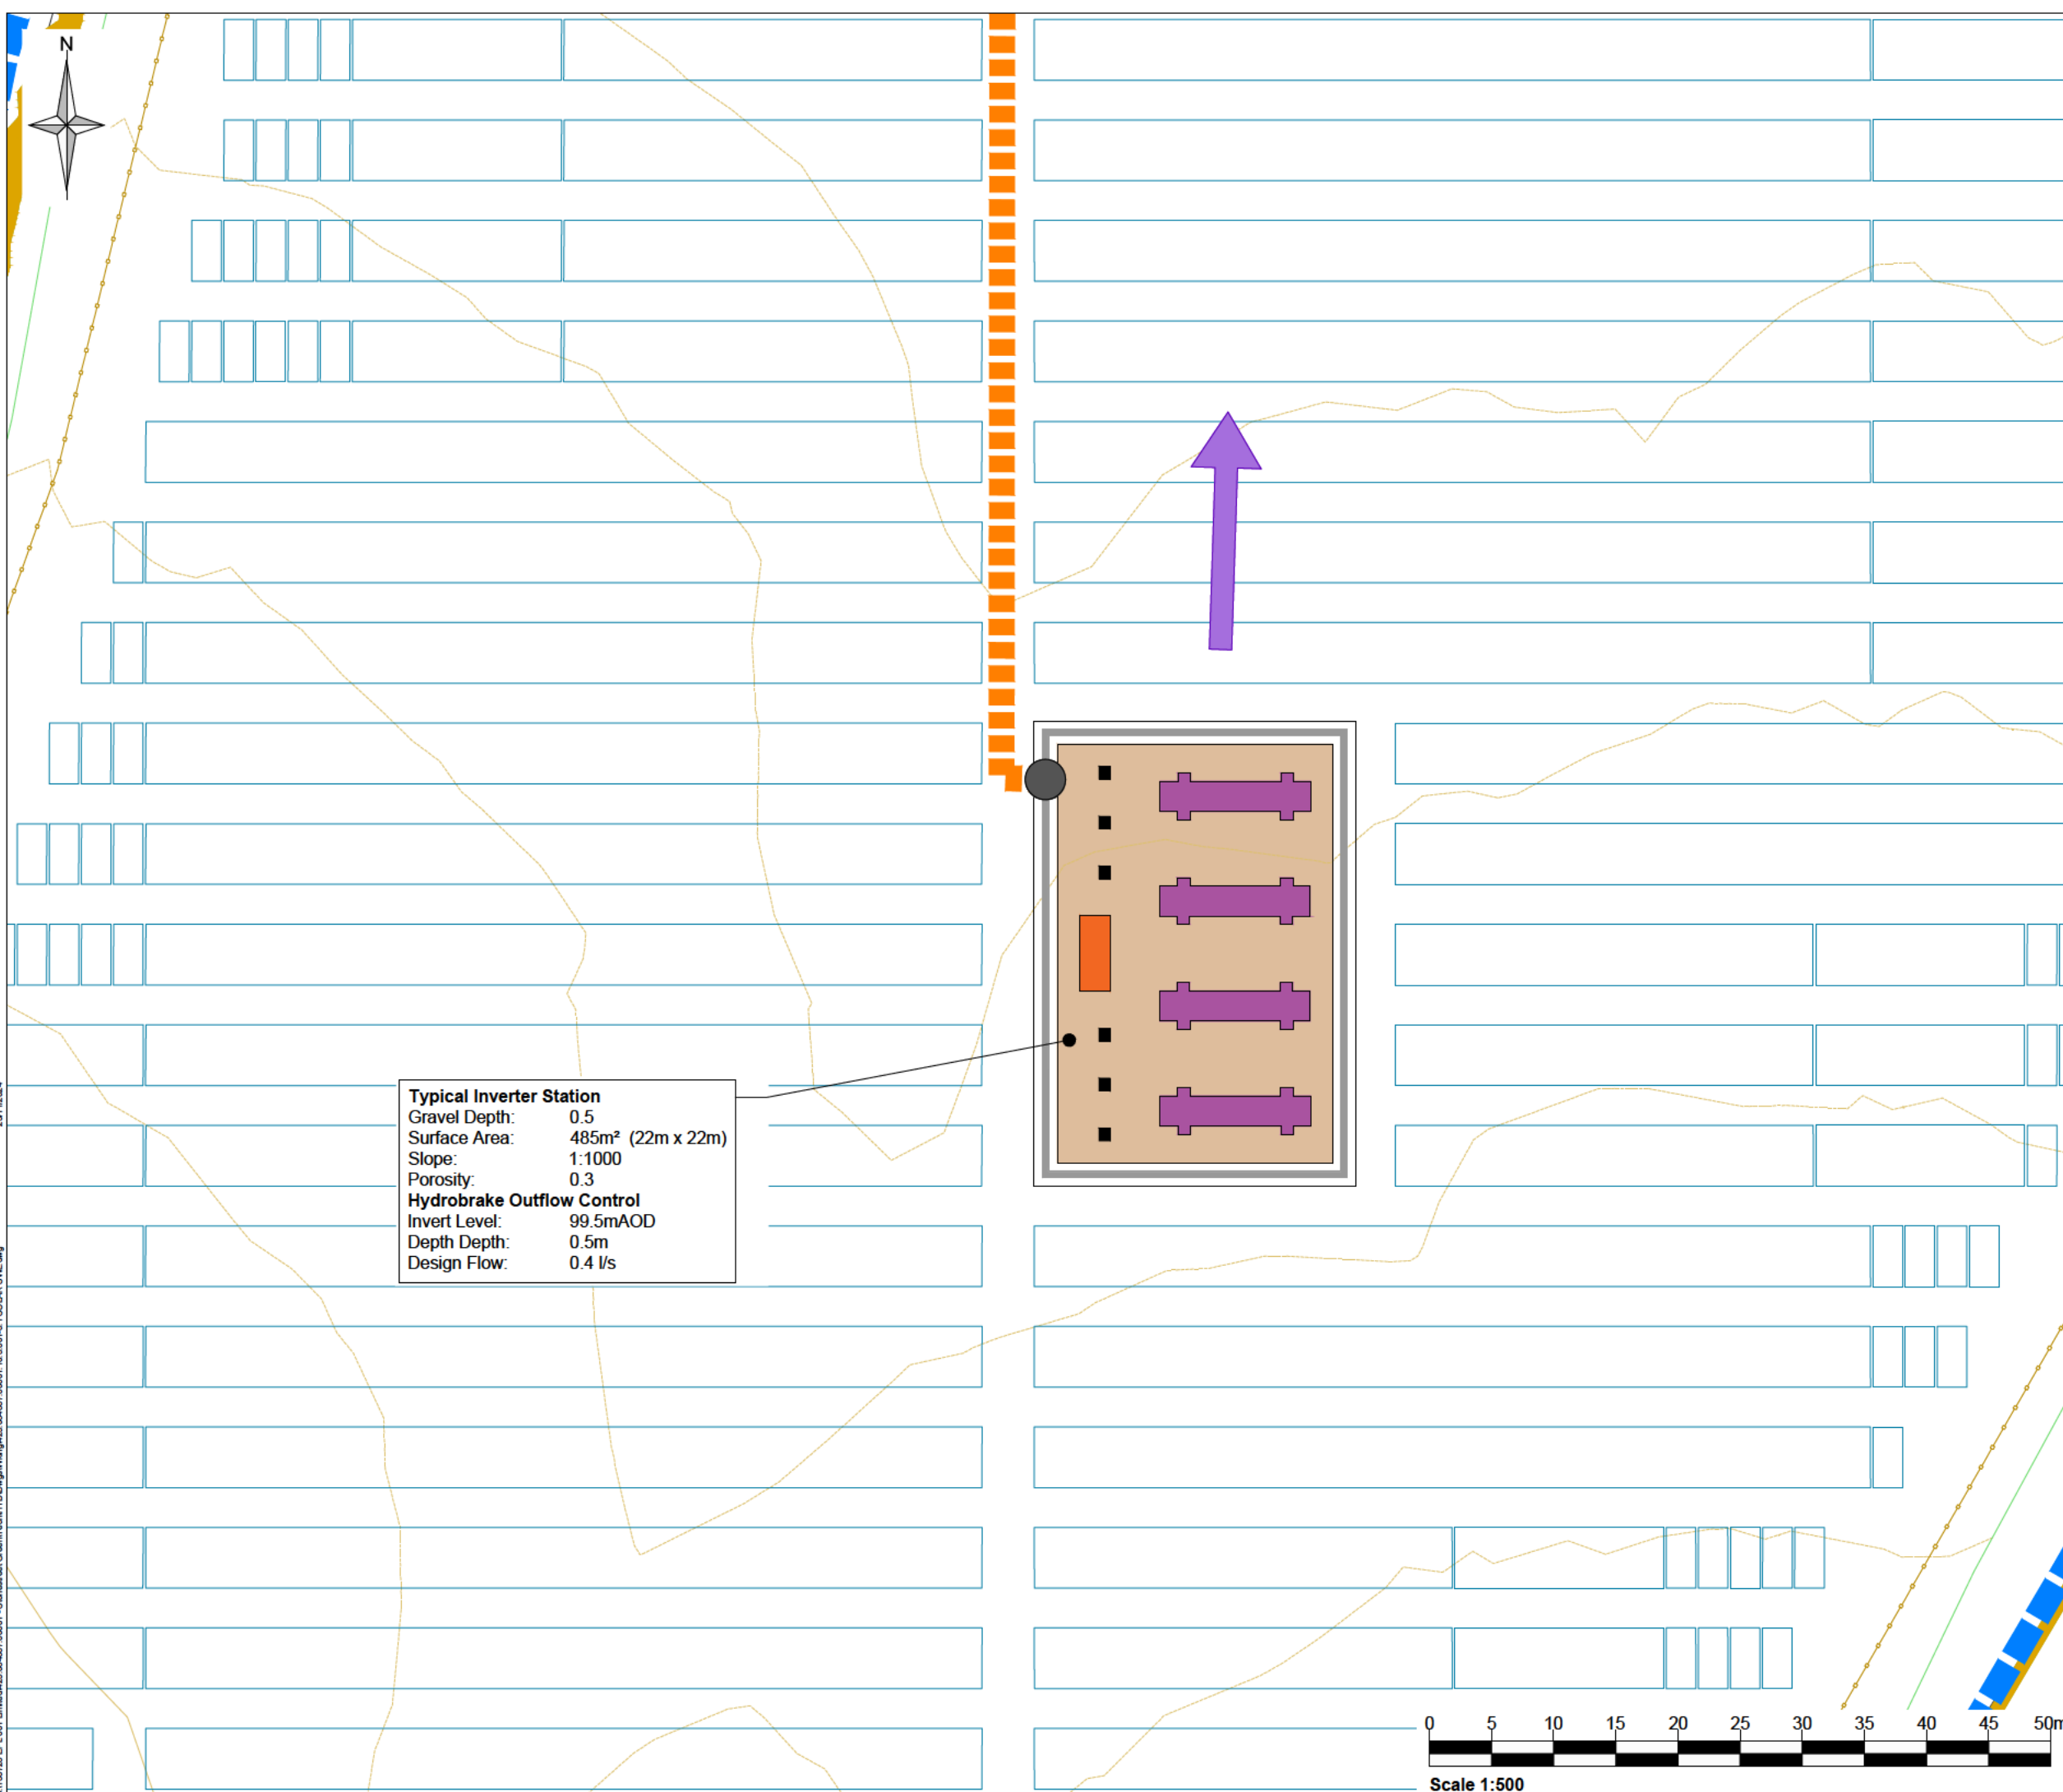 N
Typical Inverter Station
Gravel Depth: 0.5
Surface Area: 485m² (22m x 22m)
Slope: 1:1000
Porosity: 0.3
Hydrobrake Outflow Control
Invert Level: 99.5mAOD
Depth Depth: 0.5m
Design Flow: 0.4 l/s
0 5 10 15 20 25 30 35 40 45 50m
Scale 1:500